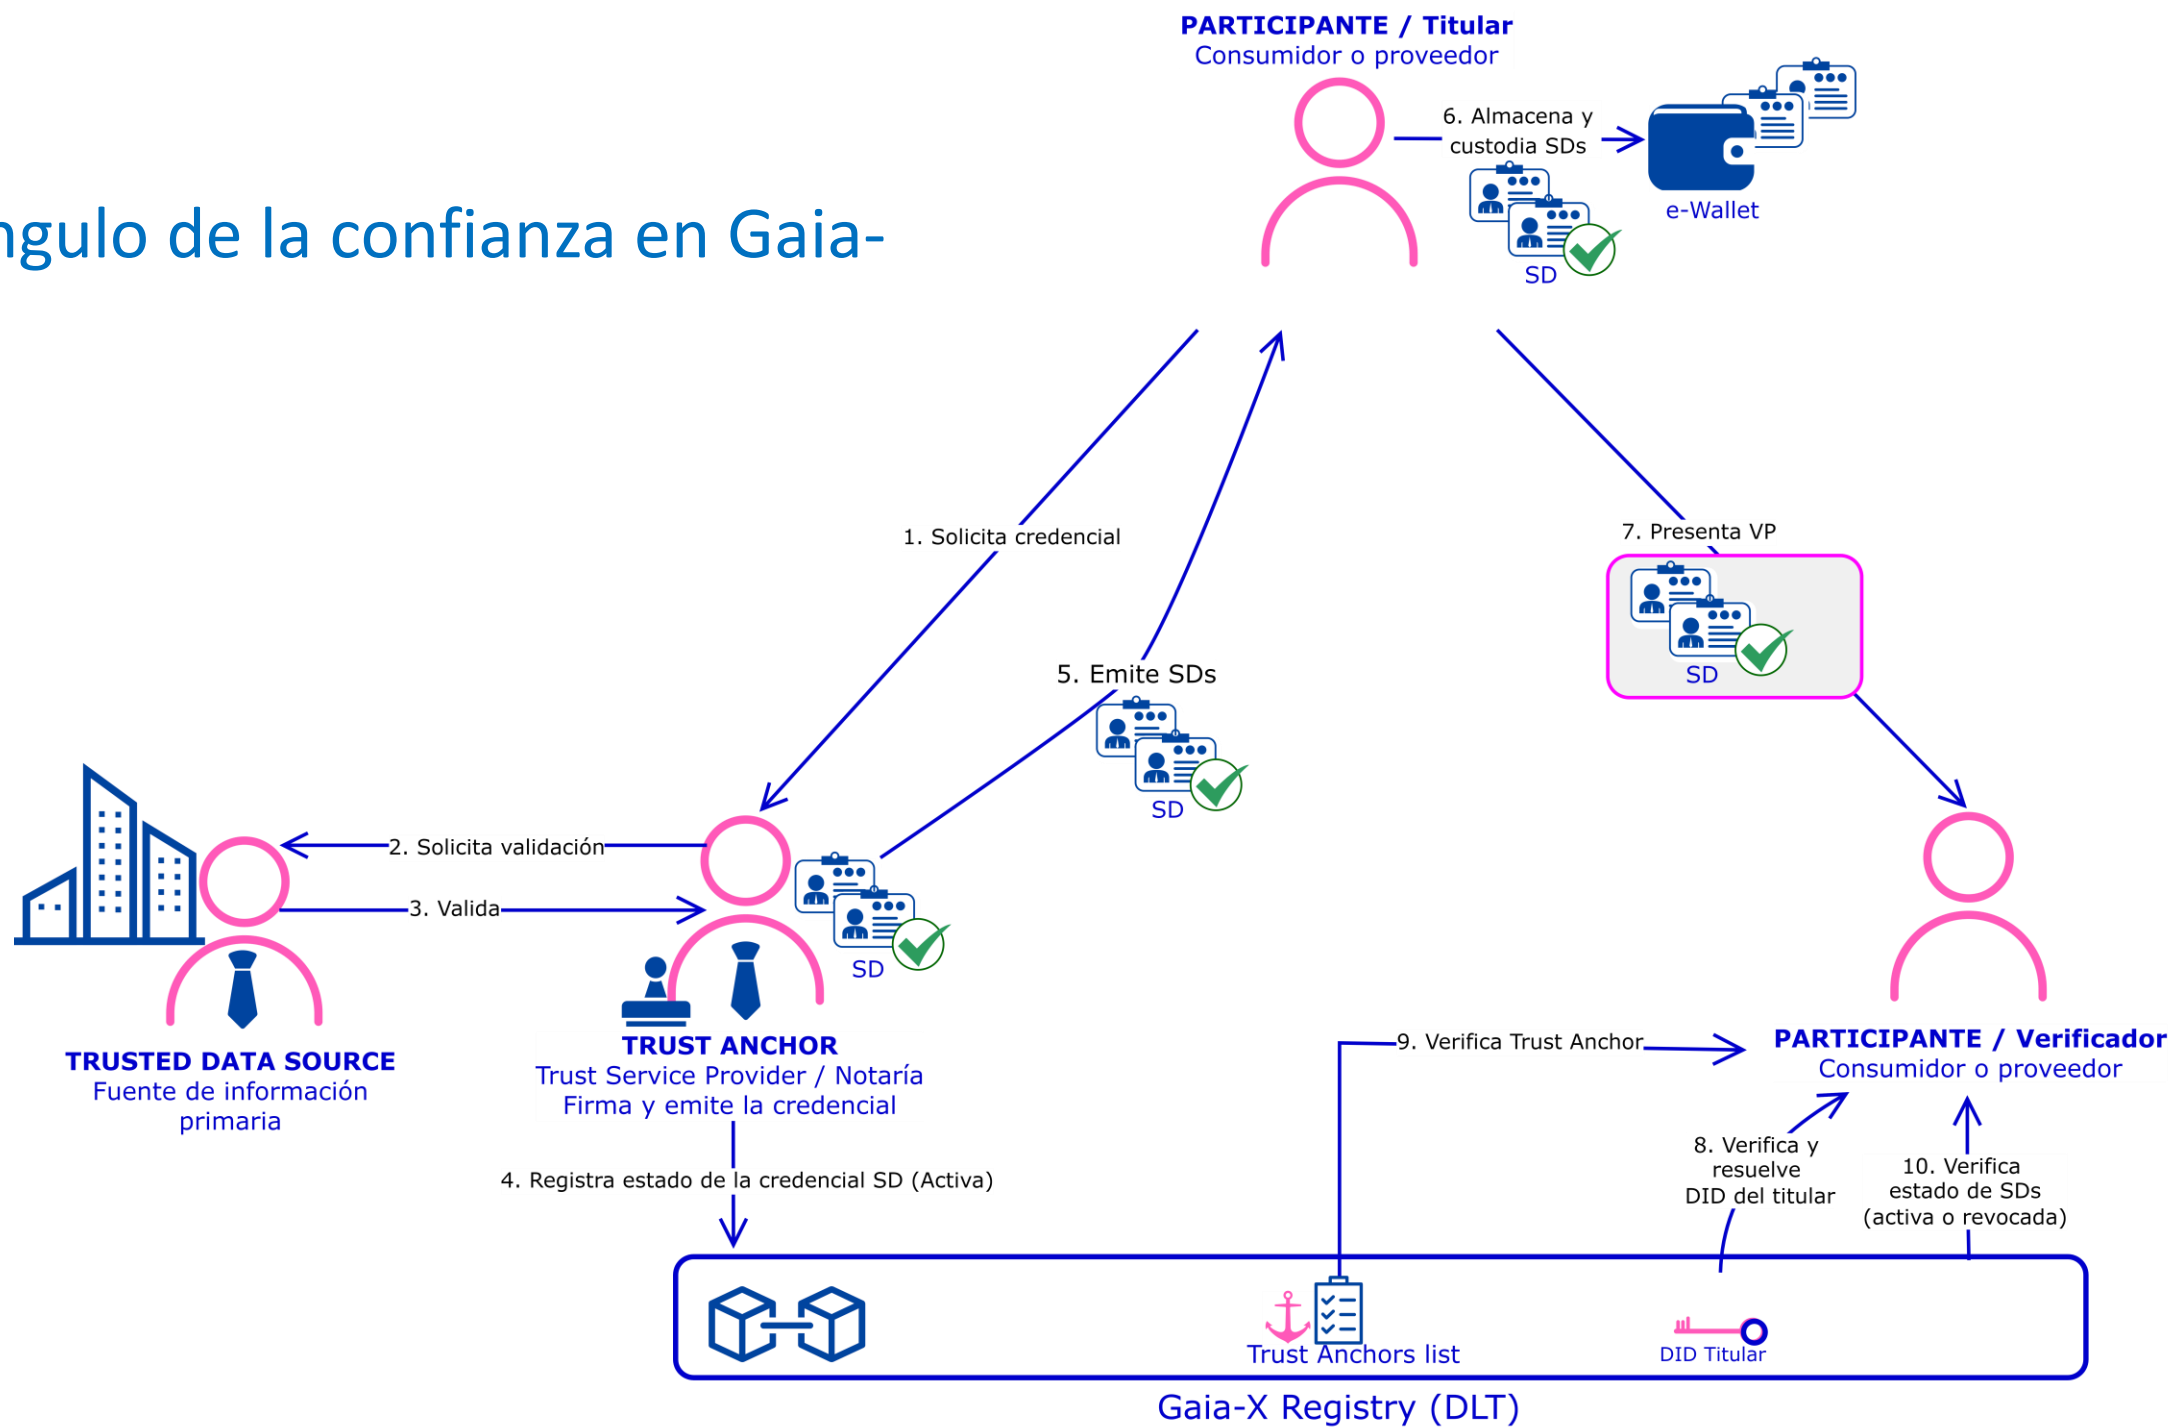 PARTICIPANTE / Titular
Consumidor o proveedor
6. Almacena y
custodia SDs
e-Wallet
SD
ngulo de la confianza en Gaia-
1. Solicita credencial
7. Presenta VP
SD
5. Emite SDs
SD
2. Solicita validación
3. Valida
SD
TRUSTED DATA SOURCE
Fuente de información
primaria
TRUST ANCHOR
Trust Service Provider / Notaría
Firma y emite la credencial
9. Verifica Trust Anchor
PARTICIPANTE / Verificador
Consumidor o proveedor
4. Registra estado de la credencial SD (Activa)
8. Verifica y
resuelve
DID del titular
10. Verifica
estado de SDs
(activa o revocada)
Trust Anchors list
DID Titular
Gaia-X Registry (DLT)